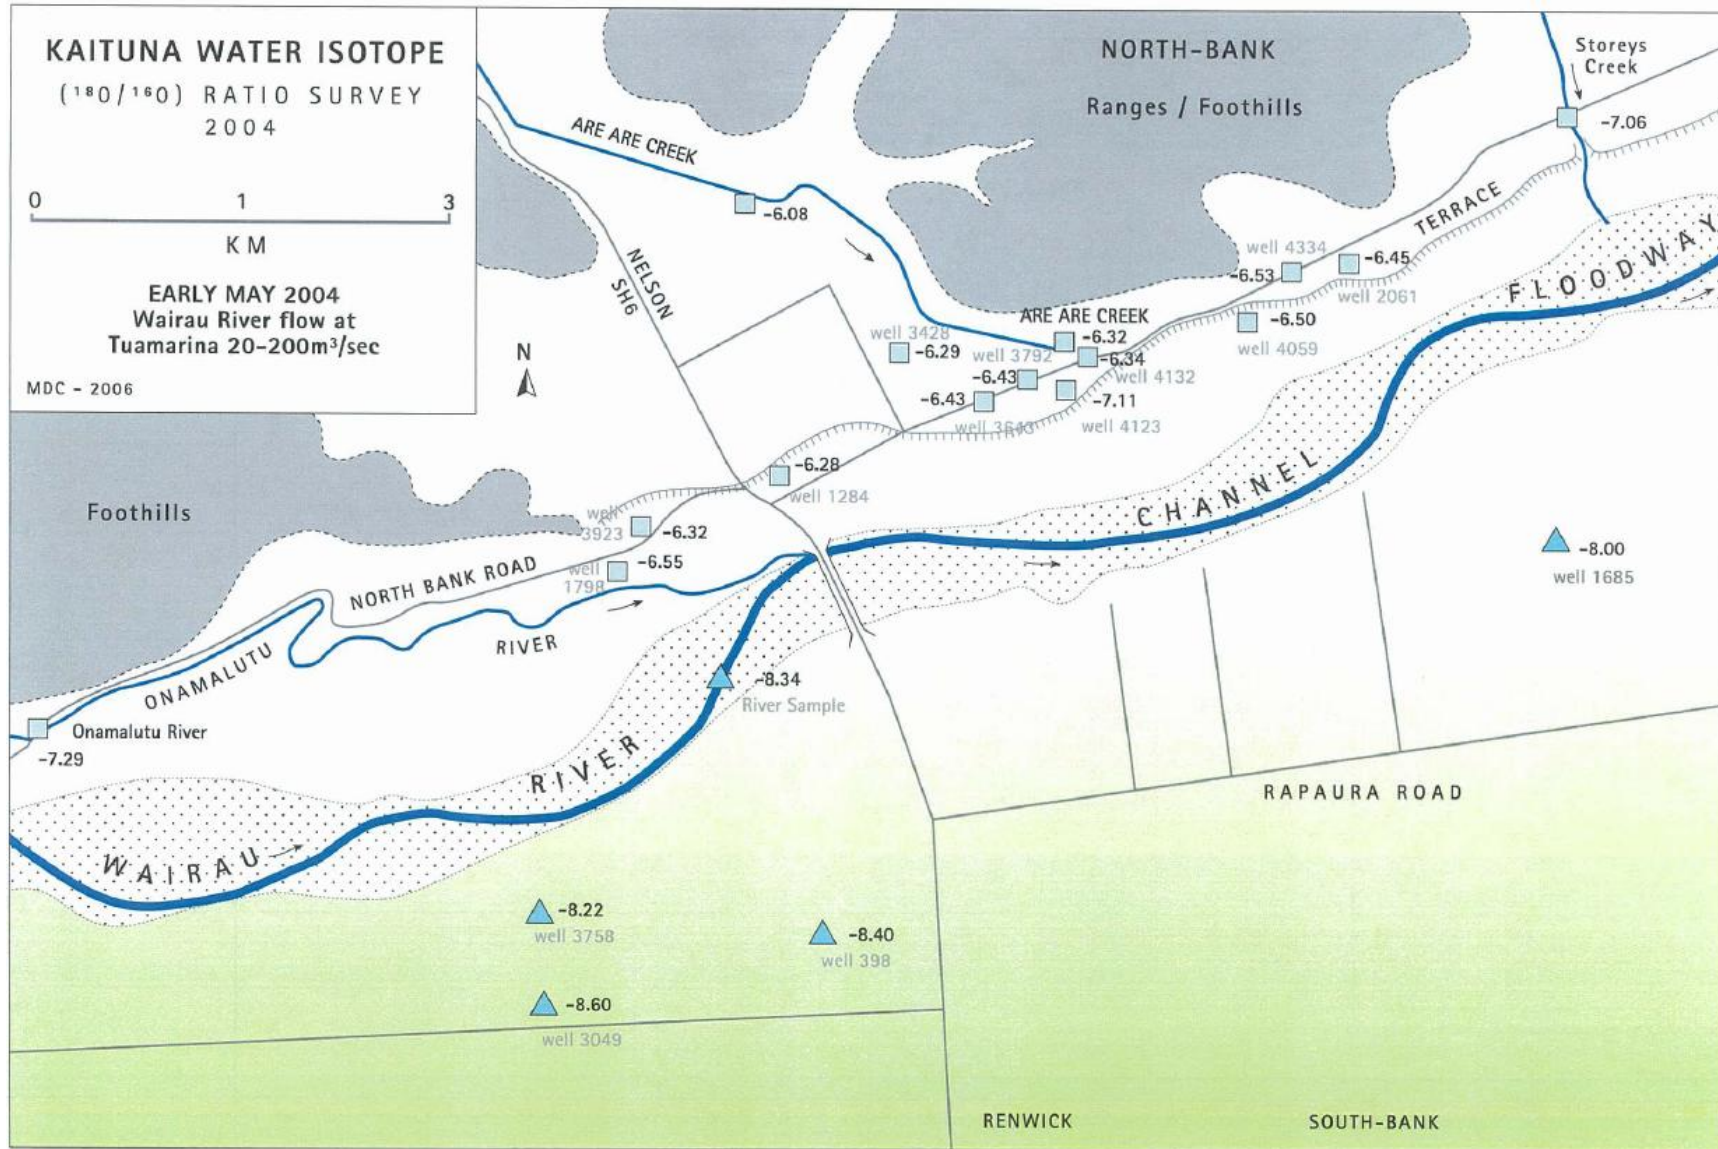 KAITUNA WATER ISOTOPE
(¹⁸O/¹⁶O) RATIO SURVEY
2004
0 1 3
KM
EARLY MAY 2004
Wairau River flow at
Tuamarina 20-200m³/sec
MDC - 2006
N
NORTH-BANK
Ranges / Foothills
Storeys
Creek
-7.06
ARE ARE CREEK
-6.08
NELSON
SH6
TERRACE
well 4334
-6.53
-6.45
well 2061
-6.50
well 4059
ARE ARE CREEK
-6.32
well 3428
-6.29
well 3792
-6.34
well 4132
-6.43
-6.43
-7.11
well 4123
-6.28
well 1284
Foothills
well
3923
-6.32
well
1798
-6.55
NORTH BANK ROAD
ONAMALUTU
RIVER
Onamalutu River
-7.29
WAIRAU
RIVER
CHANNEL
FLOODWAY
-8.34
River Sample
-8.00
well 1685
RAPAURA ROAD
-8.22
well 3758
-8.40
well 398
-8.60
well 3049
RENWICK
SOUTH-BANK